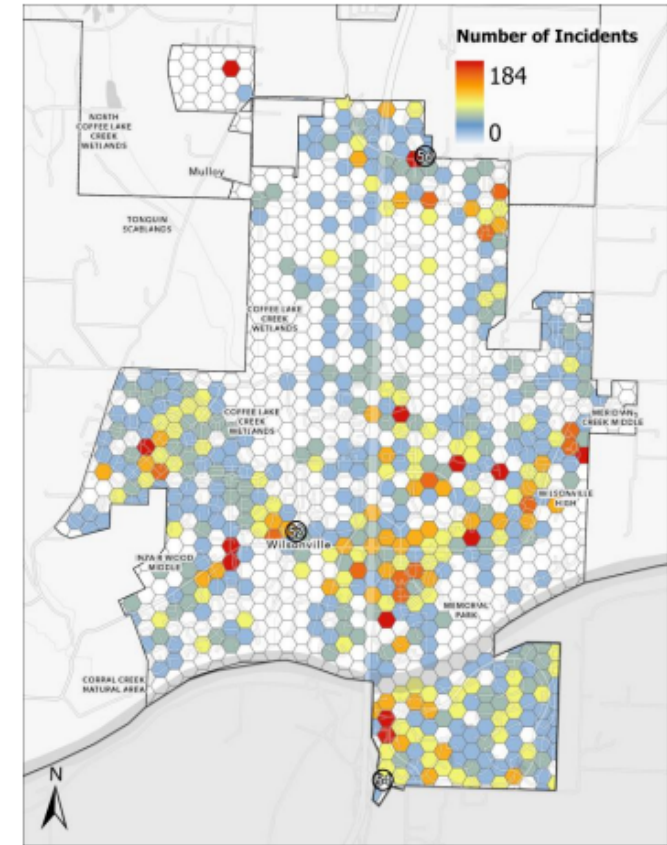 Number of Incidents
184
0
NORTH
COFFEE LAKE
CREEK
WETLANDS
Mulloy
56
TONQUIN
SCABLANDS
COFFEE LAKE
CREEK
WETLANDS
COFFEE LAKE
CREEK
WETLANDS
MERIDIAN
CREEK MIDDLE
WILSONVILLE
HIGH
Wilsonville
WOOD
MIDDLE
MEMORIAL
PARK
CORRAL CREEK
NATURAL AREA
N